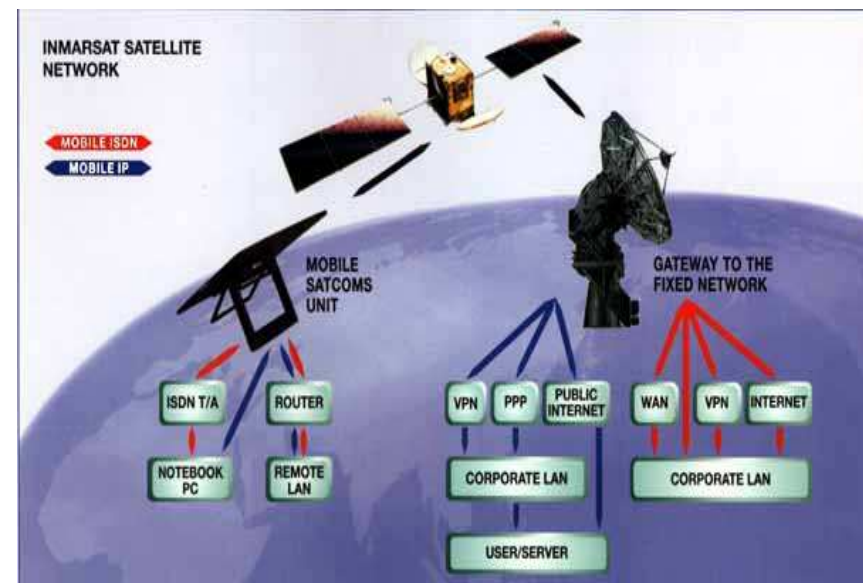 INMARSAT SATELLITE
NETWORK
MOBILE ISDN
MOBILE IP
MOBILE
SATCOMS
UNIT
GATEWAY TO THE
FIXED NETWORK
ISDN T/A
ROUTER
VPN
PPP
PUBLIC
INTERNET
WAN
VPN
INTERNET
NOTEBOOK
PC
REMOTE
LAN
CORPORATE LAN
CORPORATE LAN
USER/SERVER